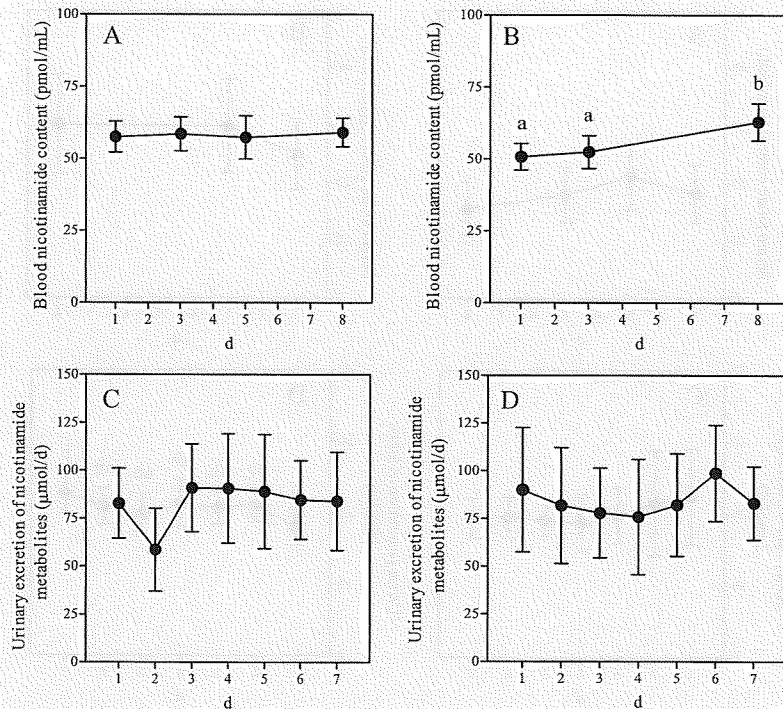 A
Blood nicotinamide content (pmol/mL)
100
75
50
25
0
1 2 3 4 5 6 7 8
d
B
Blood nicotinamide content (pmol/mL)
100
75
50
25
0
a a b
1 2 3 4 5 6 7 8
d
C
Urinary excretion of nicotinamide
metabolites (μmol/d)
150
125
100
75
50
25
0
1 2 3 4 5 6 7
d
D
Urinary excretion of nicotinamide
metabolites (μmol/d)
150
125
100
75
50
25
0
1 2 3 4 5 6 7
d